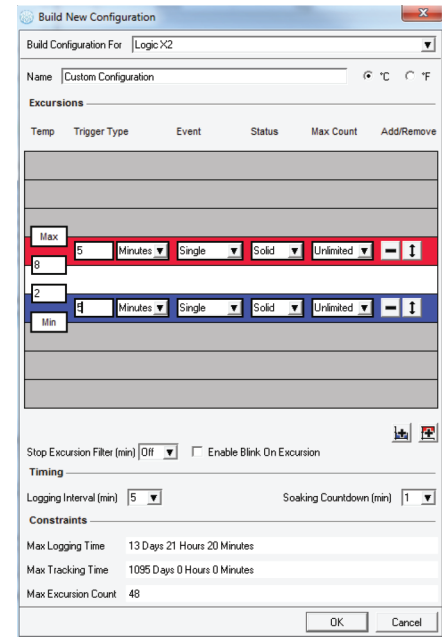 Build New Configuration
Build Configuration For Logic X2
Name Custom Configuration °C °F
Excursions
Temp Trigger Type Event Status Max Count Add/Remove
Max
5 Minutes Single Solid Unlimited
8
2
5 Minutes Single Solid Unlimited
Min
Stop Excursion Filter (min) Off Enable Blink On Excursion
Timing
Logging Interval (min) 5 Soaking Countdown (min) 1
Constraints
Max Logging Time 13 Days 21 Hours 20 Minutes
Max Tracking Time 1095 Days 0 Hours 0 Minutes
Max Excursion Count 48
OK Cancel